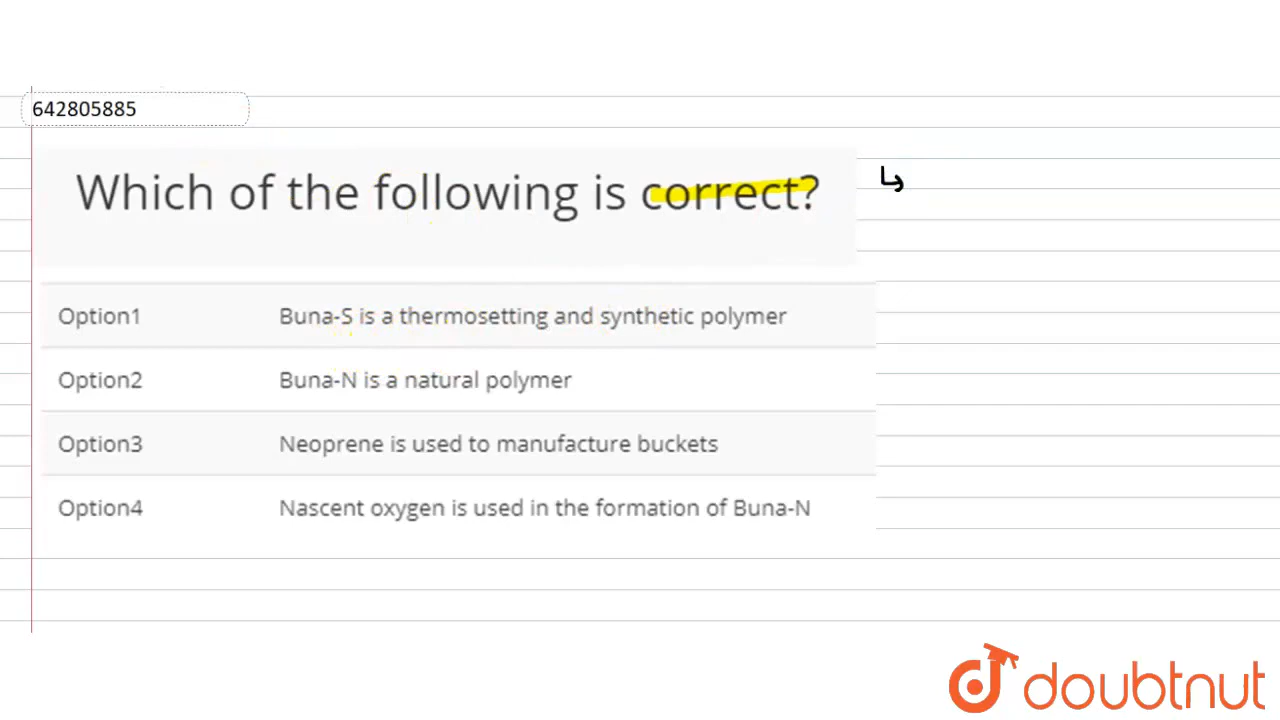 642805885
Which of the following is correct?
Option1 Buna-S is a thermosetting and synthetic polymer
Option2 Buna-N is a natural polymer
Option3 Neoprene is used to manufacture buckets
Option4 Nascent oxygen is used in the formation of Buna-N
doubtnut